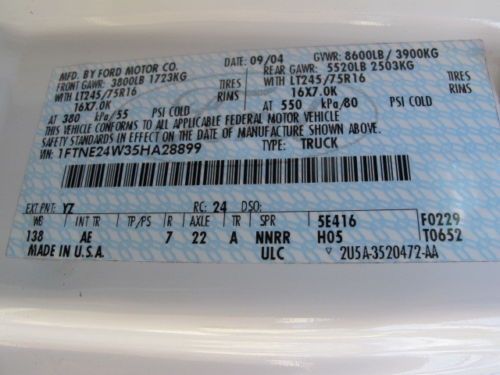 MFD. BY FORD MOTOR CO. DATE: 09/04 GVWR: 8600LB/ 3900KG
FRONT GAWR: 3800LB 1723KG REAR GAWR: 5520LB 2503KG
WITH LT245/75R16 TIRES WITH LT245/75R16 TIRES
16X7.0K RIMS 16X7.0K RIMS
AT 380 kPa/55 PSI COLD AT 550 kPa/80 PSI COLD
THIS VEHICLE CONFORMS TO ALL APPLICABLE FEDERAL MOTOR VEHICLE
SAFETY STANDARDS IN EFFECT ON THE DATE OF MANUFACTURE SHOWN ABOVE.
VIN: 1FTNE24W35HA28899 TYPE: TRUCK
EXT PNT: YZ RC: 24 DSO:
WB INT TR TP/PS R AXLE TR SPR 5E416 F0229
138 AE 7 22 A NNRR H05 T0652
MADE IN U.S.A. ULC ▽ 2U5A-3520472-AA